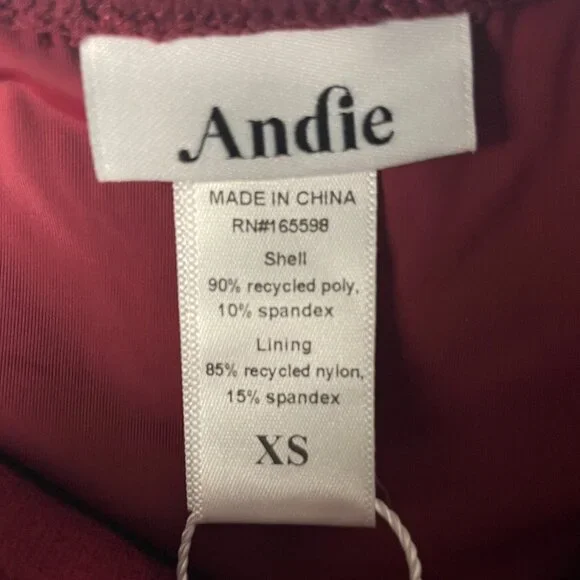 Andie
MADE IN CHINA
RN#165598
Shell
90% recycled poly,
10% spandex
Lining
85% recycled nylon,
15% spandex
XS